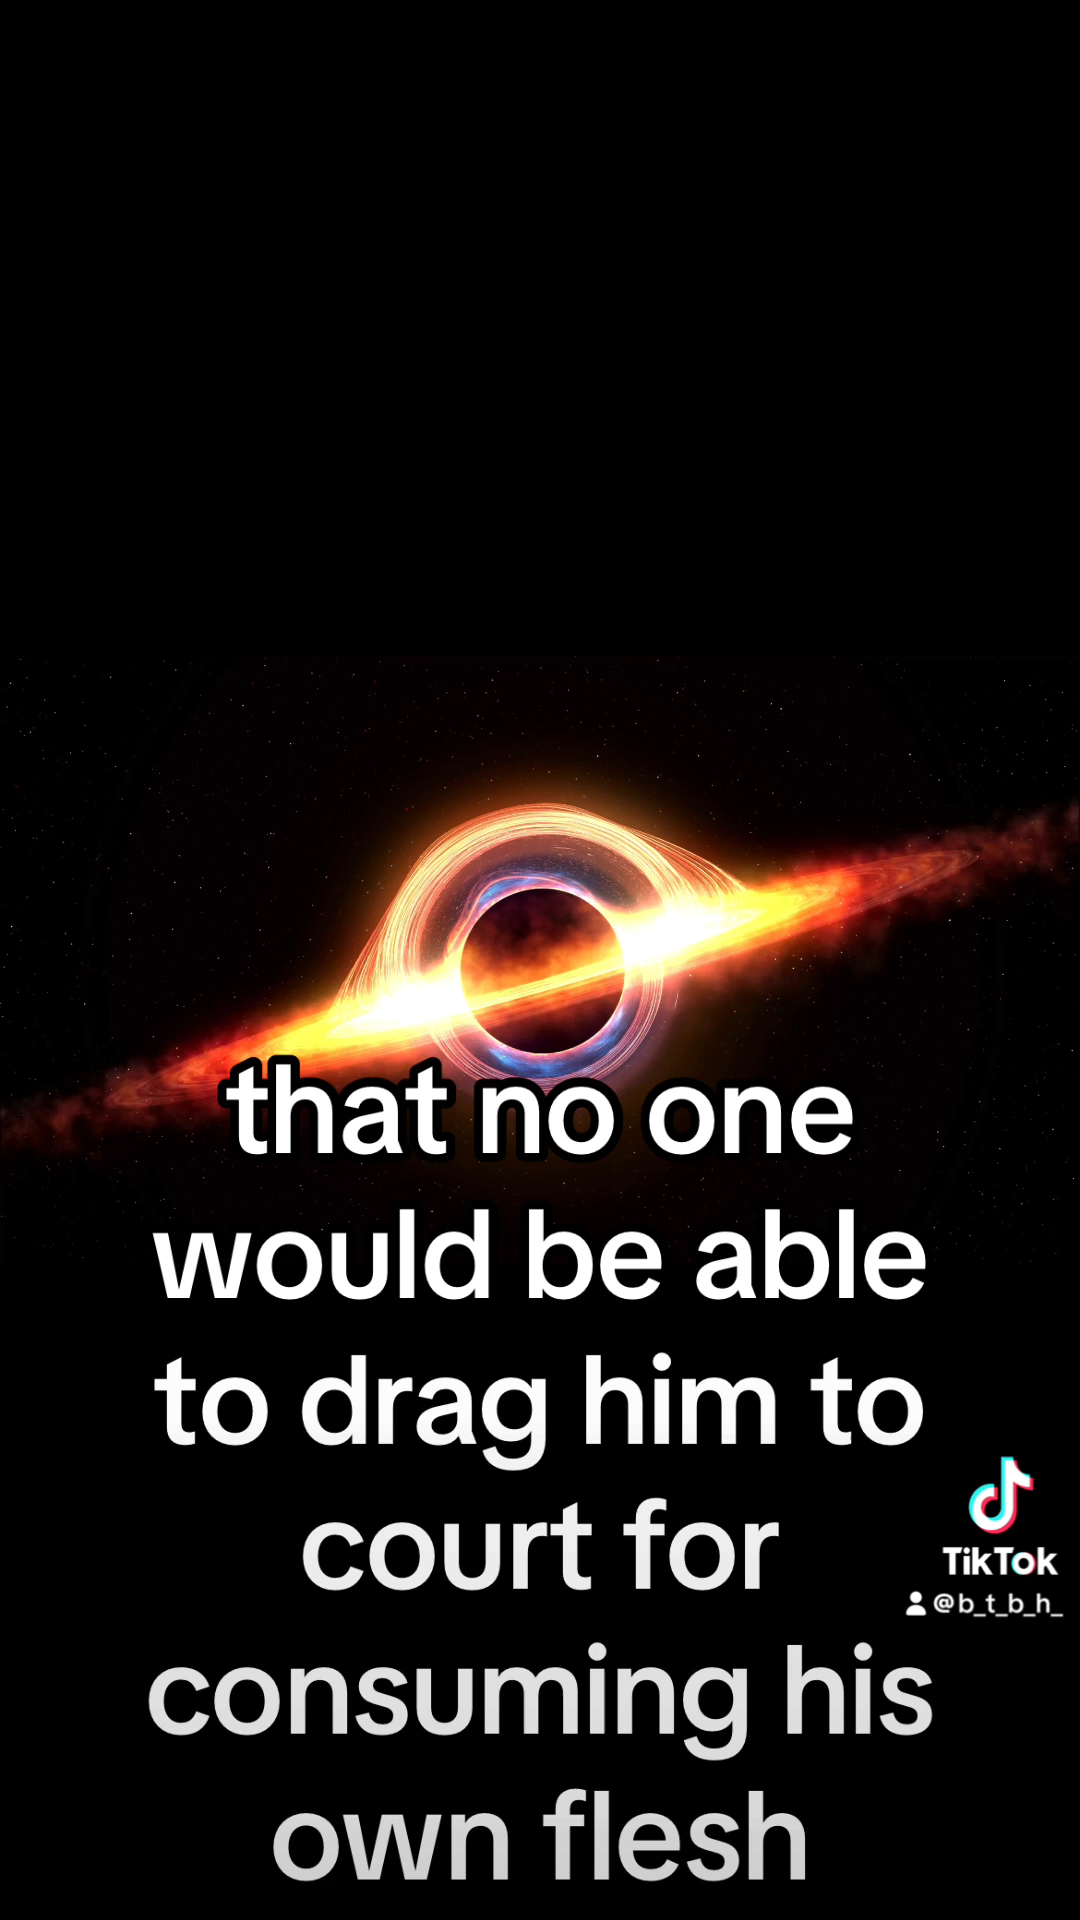 that no one
would be able
to drag him to
court for
consuming his
own flesh
TikTok
@b_t_b_h_